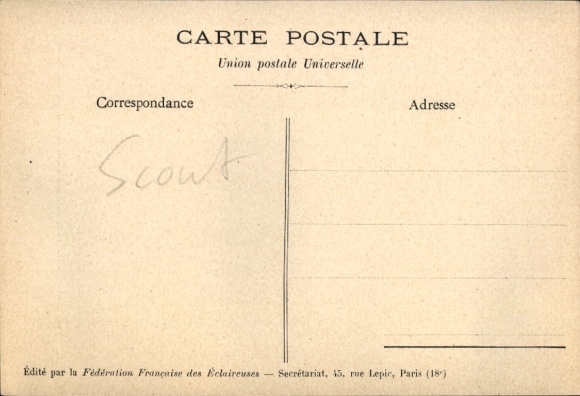 CARTE POSTALE
Union postale Universelle
Correspondance
Adresse
Scout
Édité par la Fédération Française des Éclaireuses — Secrétariat, 45, rue Lepic, Paris (18e)